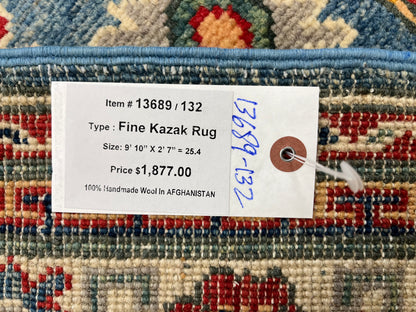 Item # 13689 / 132
Type : Fine Kazak Rug
Size: 9' 10" X 2' 7" = 25.4
Price $1,877.00
100% Handmade Wool In AFGHANISTAN
13689-132